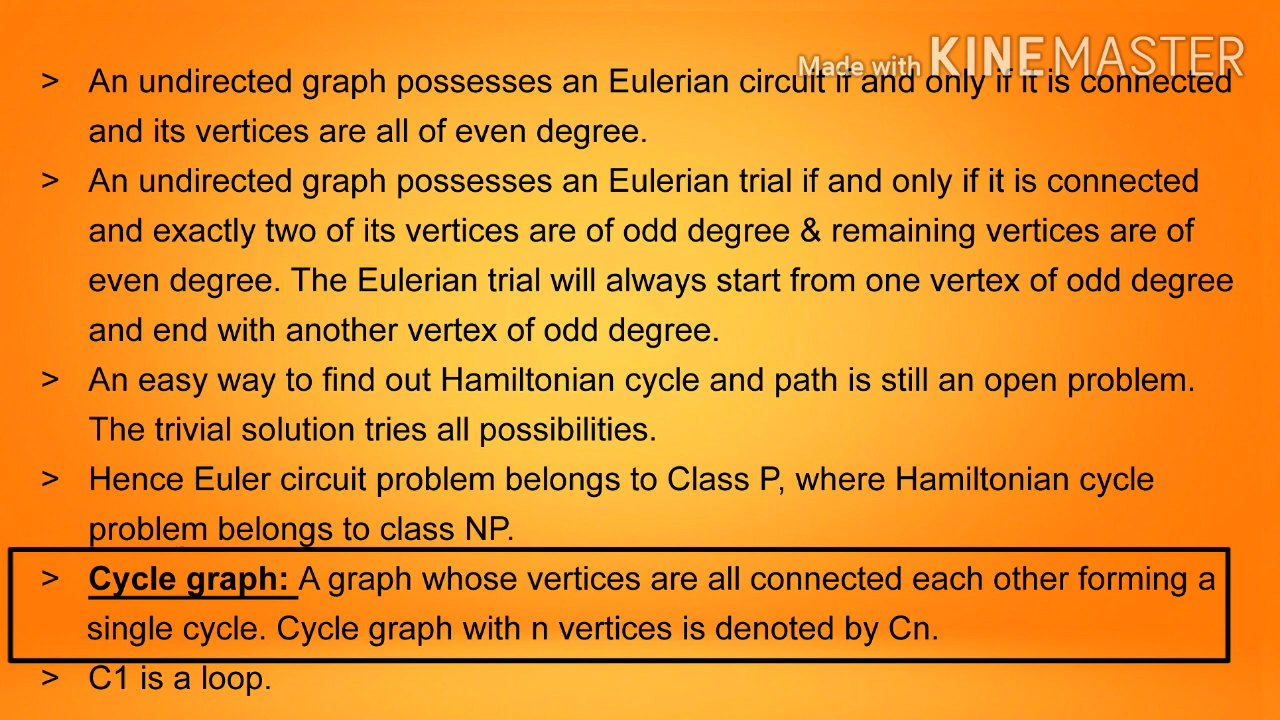 Made with KINEMASTER
> An undirected graph possesses an Eulerian circuit if and only if it is connected
and its vertices are all of even degree.
> An undirected graph possesses an Eulerian trial if and only if it is connected
and exactly two of its vertices are of odd degree & remaining vertices are of
even degree. The Eulerian trial will always start from one vertex of odd degree
and end with another vertex of odd degree.
> An easy way to find out Hamiltonian cycle and path is still an open problem.
The trivial solution tries all possibilities.
> Hence Euler circuit problem belongs to Class P, where Hamiltonian cycle
problem belongs to class NP.
> Cycle graph: A graph whose vertices are all connected each other forming a
single cycle. Cycle graph with n vertices is denoted by Cn.
> C1 is a loop.